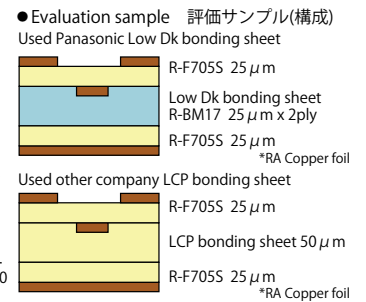 ●Evaluation sample 評価サンプル(構成)
Used Panasonic Low Dk bonding sheet
R-F705S 25μm
Low Dk bonding sheet
R-BM17 25μm x 2ply
R-F705S 25μm
*RA Copper foil
Used other company LCP bonding sheet
R-F705S 25μm
LCP bonding sheet 50μm
R-F705S 25μm
*RA Copper foil
0